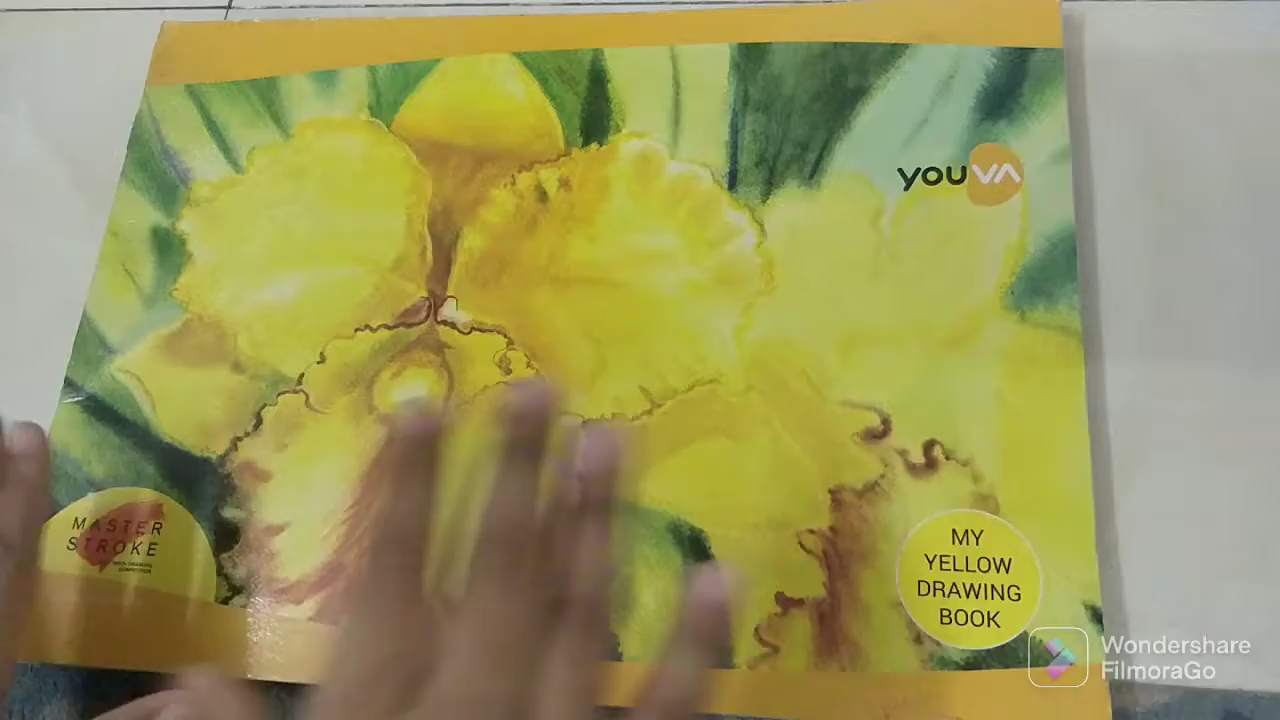 youVA
MASTER
STROKE
MY
YELLOW
DRAWING
BOOK
Wondershare
FilmoraGo